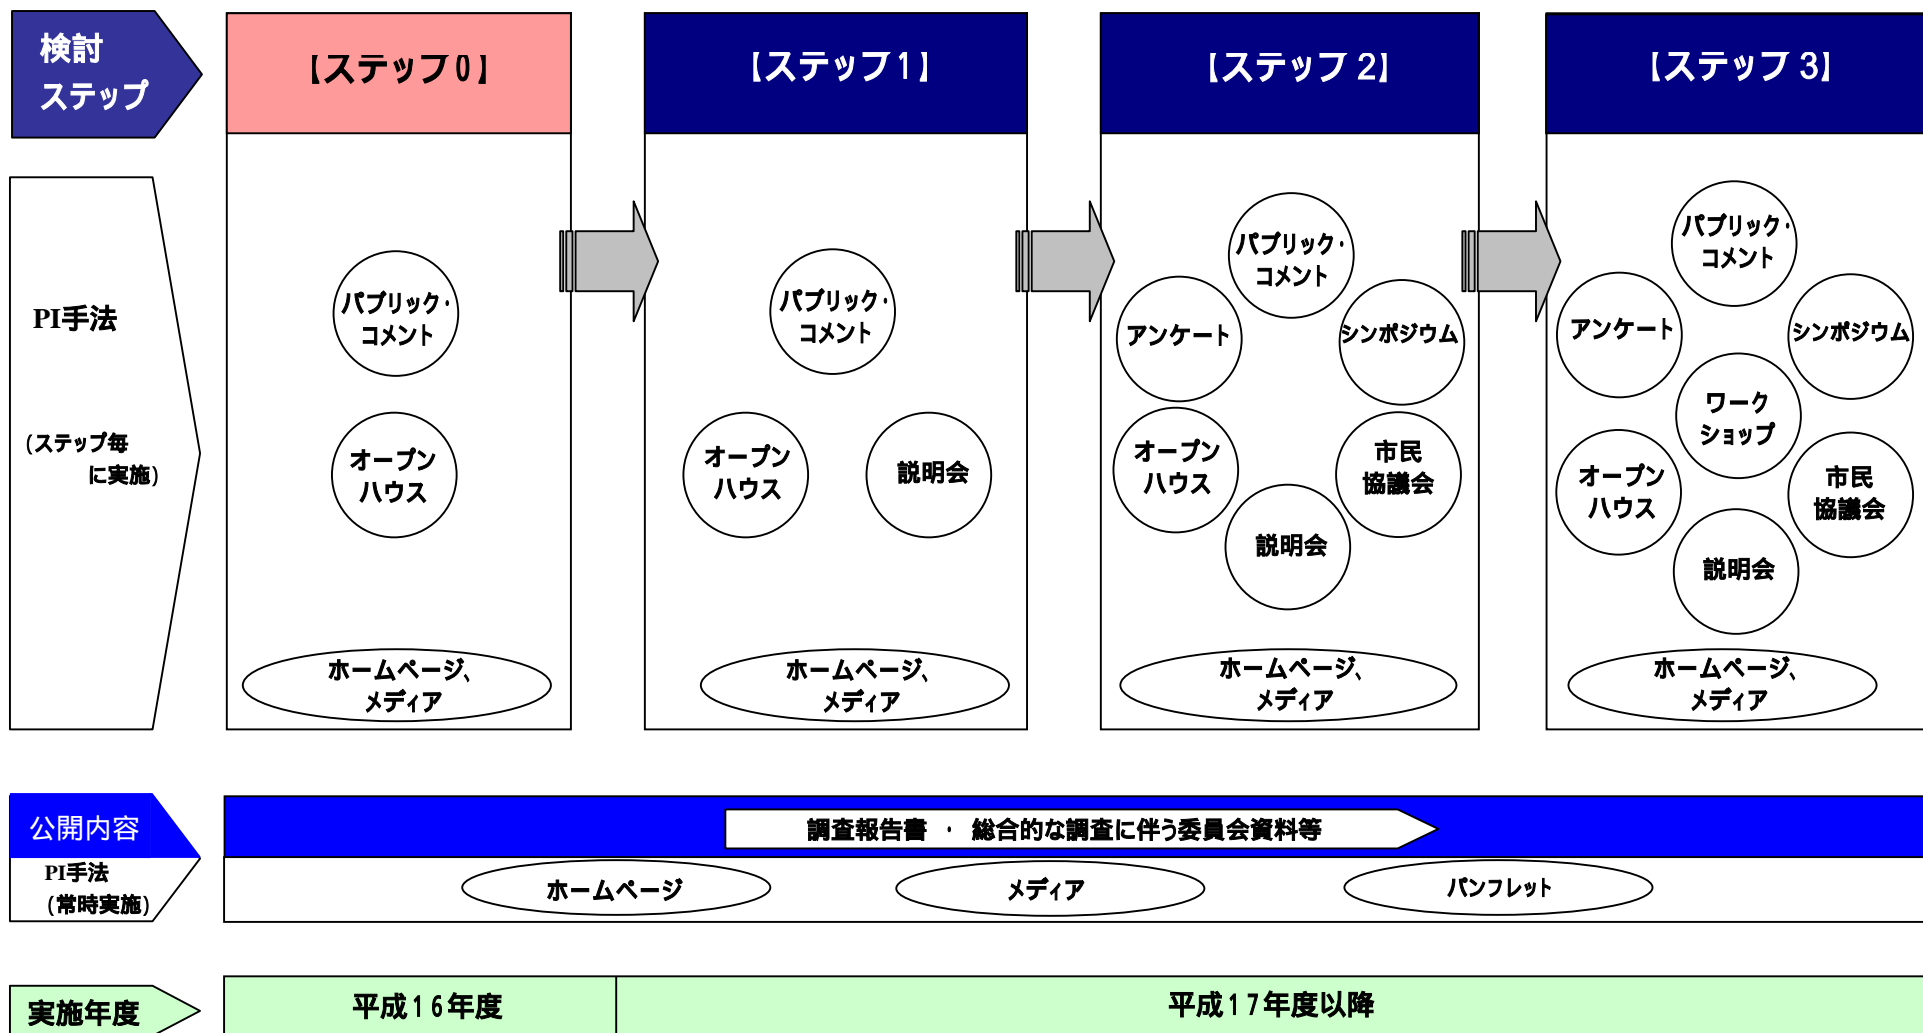 検討
ステップ
【ステップ0】
【ステップ1】
【ステップ2】
【ステップ3】
PI手法
(ステップ毎
に実施)
パブリック・
コメント
オープン
ハウス
ホームページ、
メディア
パブリック・
コメント
オープン
ハウス
説明会
ホームページ、
メディア
パブリック・
コメント
アンケート
シンポジウム
オープン
ハウス
市民
協議会
説明会
ホームページ、
メディア
パブリック・
コメント
アンケート
シンポジウム
ワーク
ショップ
オープン
ハウス
市民
協議会
説明会
ホームページ、
メディア
公開内容
調査報告書 ・ 総合的な調査に伴う委員会資料等
PI手法
(常時実施)
ホームページ
メディア
パンフレット
実施年度
平成16年度
平成17年度以降